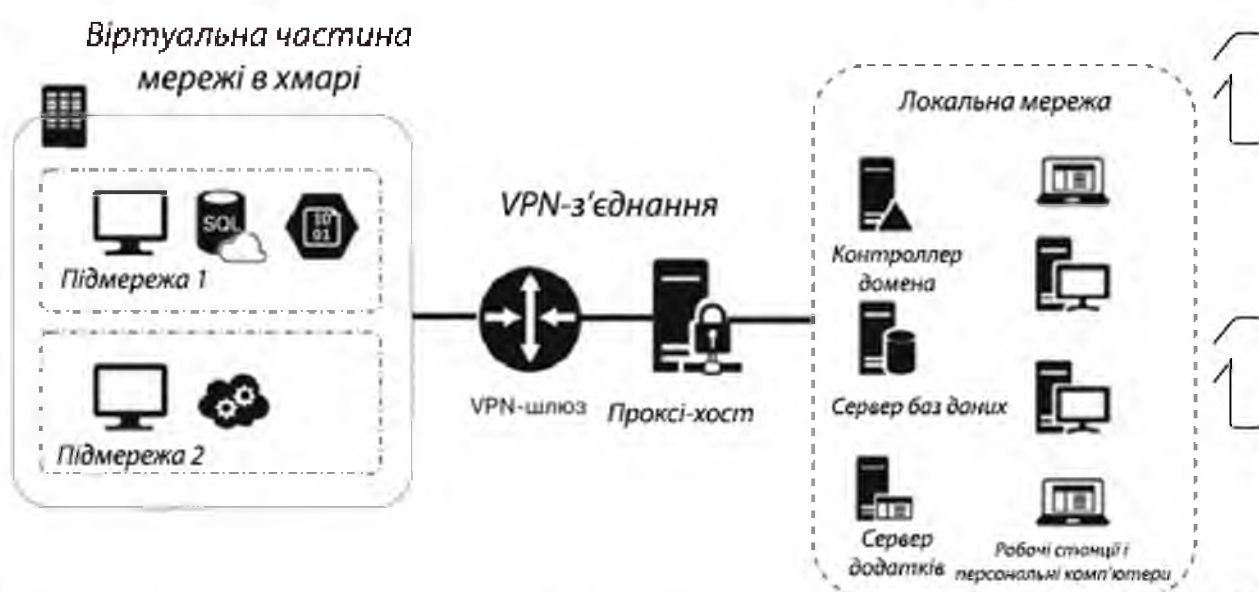 Віртуальна частина
мережі в хмарі
SQL
10
01
Підмережа 1
Підмережа 2
VPN-з'єднання
VPN-шлюз
Проксі-хост
Локальна мережа
Контроллер
домена
Сервер баз даних
Сервер
додатків
Робочі станції і
персональні комп'ютери